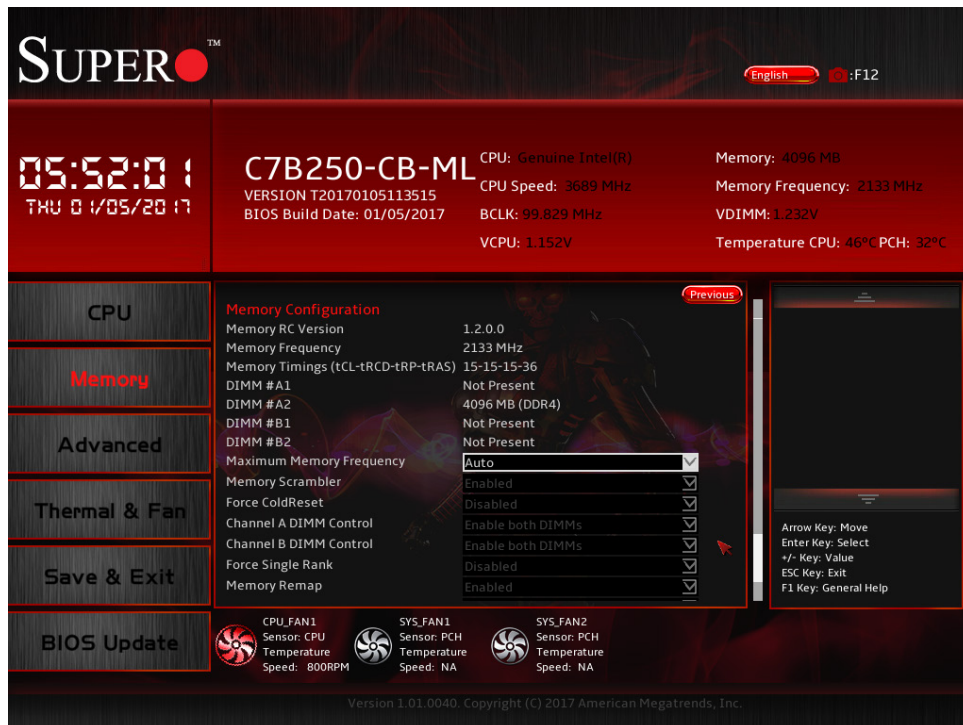 SUPER TM
English :F12
05:52:01
THU 01/05/2017
C7B250-CB-ML
VERSION T20170105113515
BIOS Build Date: 01/05/2017
CPU: Genuine Intel(R)
CPU Speed: 3689 MHz
BCLK: 99.829 MHz
VCPU: 1.152V
Memory: 4096 MB
Memory Frequency: 2133 MHz
VDIMM: 1.232V
Temperature CPU: 46°C PCH: 32°C
CPU
Memory
Advanced
Thermal & Fan
Save & Exit
BIOS Update
Previous
Memory Configuration
Memory RC Version 1.2.0.0
Memory Frequency 2133 MHz
Memory Timings (tCL-tRCD-tRP-tRAS) 15-15-15-36
DIMM #A1 Not Present
DIMM #A2 4096 MB (DDR4)
DIMM #B1 Not Present
DIMM #B2 Not Present
Maximum Memory Frequency Auto
Memory Scrambler Enabled
Force ColdReset Disabled
Channel A DIMM Control Enable both DIMMs
Channel B DIMM Control Enable both DIMMs
Force Single Rank Disabled
Memory Remap Enabled
Arrow Key: Move
Enter Key: Select
+/- Key: Value
ESC Key: Exit
F1 Key: General Help
CPU_FAN1
Sensor: CPU
Temperature
Speed: 800RPM
SYS_FAN1
Sensor: PCH
Temperature
Speed: NA
SYS_FAN2
Sensor: PCH
Temperature
Speed: NA
Version 1.01.0040. Copyright (C) 2017 American Megatrends, Inc.